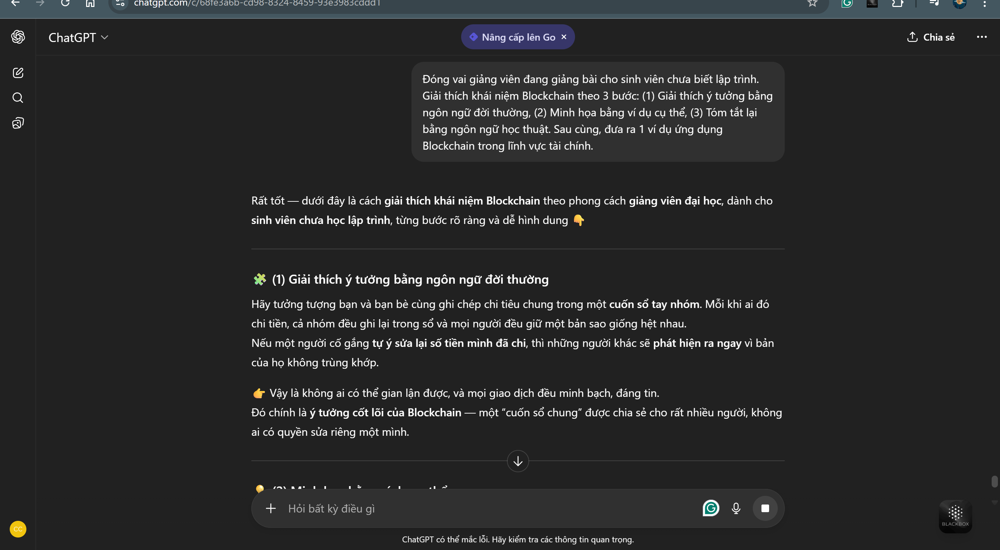 chatgpt.com/c/68fe3a6b-cd98-8324-8459-93e3983cddd1
ChatGPT
Nâng cấp lên Go
Chia sẻ
Đóng vai giảng viên đang giảng bài cho sinh viên chưa biết lập trình.
Giải thích khái niệm Blockchain theo 3 bước: (1) Giải thích ý tưởng bằng
ngôn ngữ đời thường, (2) Minh họa bằng ví dụ cụ thể, (3) Tóm tắt lại
bằng ngôn ngữ học thuật. Sau cùng, đưa ra 1 ví dụ ứng dụng
Blockchain trong lĩnh vực tài chính.
Rất tốt — dưới đây là cách giải thích khái niệm Blockchain theo phong cách giảng viên đại học, dành cho
sinh viên chưa học lập trình, từng bước rõ ràng và dễ hình dung 👇
🧩 (1) Giải thích ý tưởng bằng ngôn ngữ đời thường
Hãy tưởng tượng bạn và bạn bè cùng ghi chép chi tiêu chung trong một cuốn sổ tay nhóm. Mỗi khi ai đó
chi tiền, cả nhóm đều ghi lại trong sổ và mọi người đều giữ một bản sao giống hệt nhau.
Nếu một người cố gắng tự ý sửa lại số tiền mình đã chi, thì những người khác sẽ phát hiện ra ngay vì bản
của họ không trùng khớp.
👉 Vậy là không ai có thể gian lận được, và mọi giao dịch đều minh bạch, đáng tin.
Đó chính là ý tưởng cốt lõi của Blockchain — một “cuốn sổ chung” được chia sẻ cho rất nhiều người, không
ai có quyền sửa riêng một mình.
Hỏi bất kỳ điều gì
BLACKBOX
CC
ChatGPT có thể mắc lỗi. Hãy kiểm tra các thông tin quan trọng.